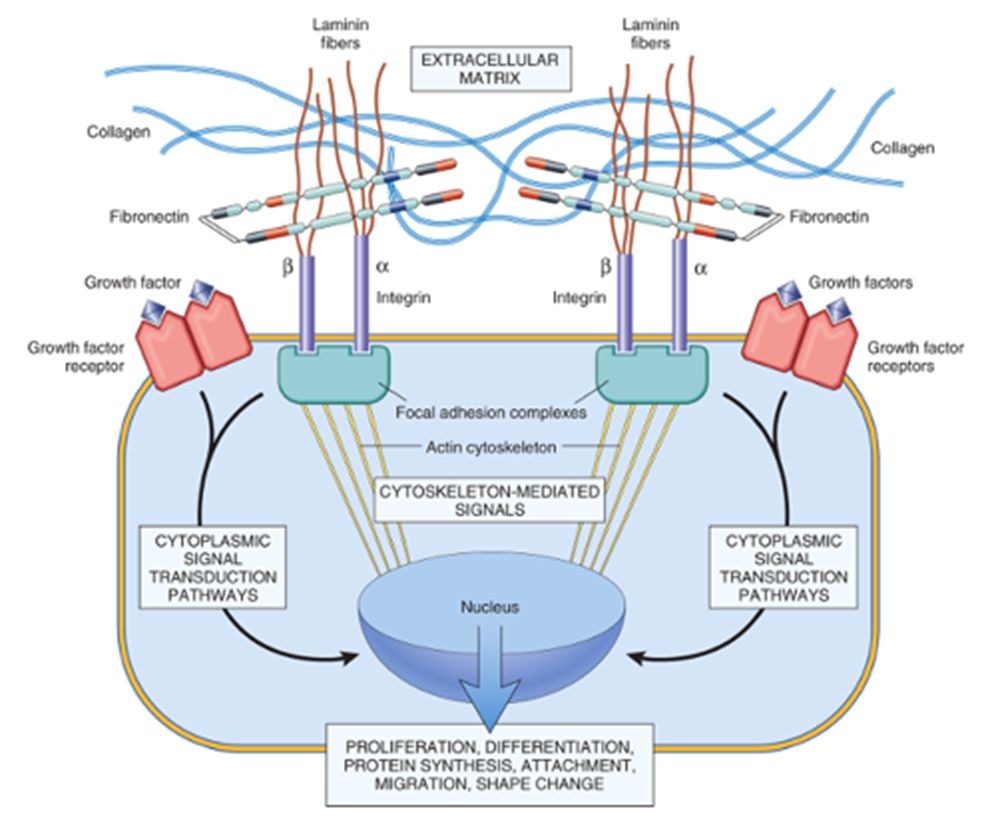 Laminin
fibers
Laminin
fibers
EXTRACELLULAR
MATRIX
Collagen
Collagen
Fibronectin
Fibronectin
β
α
β
α
Growth factor
Integrin
Integrin
Growth factors
Growth factor
receptor
Growth factor
receptors
Focal adhesion complexes
Actin cytoskeleton
CYTOSKELETON-MEDIATED
SIGNALS
CYTOPLASMIC
SIGNAL
TRANSDUCTION
PATHWAYS
CYTOPLASMIC
SIGNAL
TRANSDUCTION
PATHWAYS
Nucleus
PROLIFERATION, DIFFERENTIATION,
PROTEIN SYNTHESIS, ATTACHMENT,
MIGRATION, SHAPE CHANGE